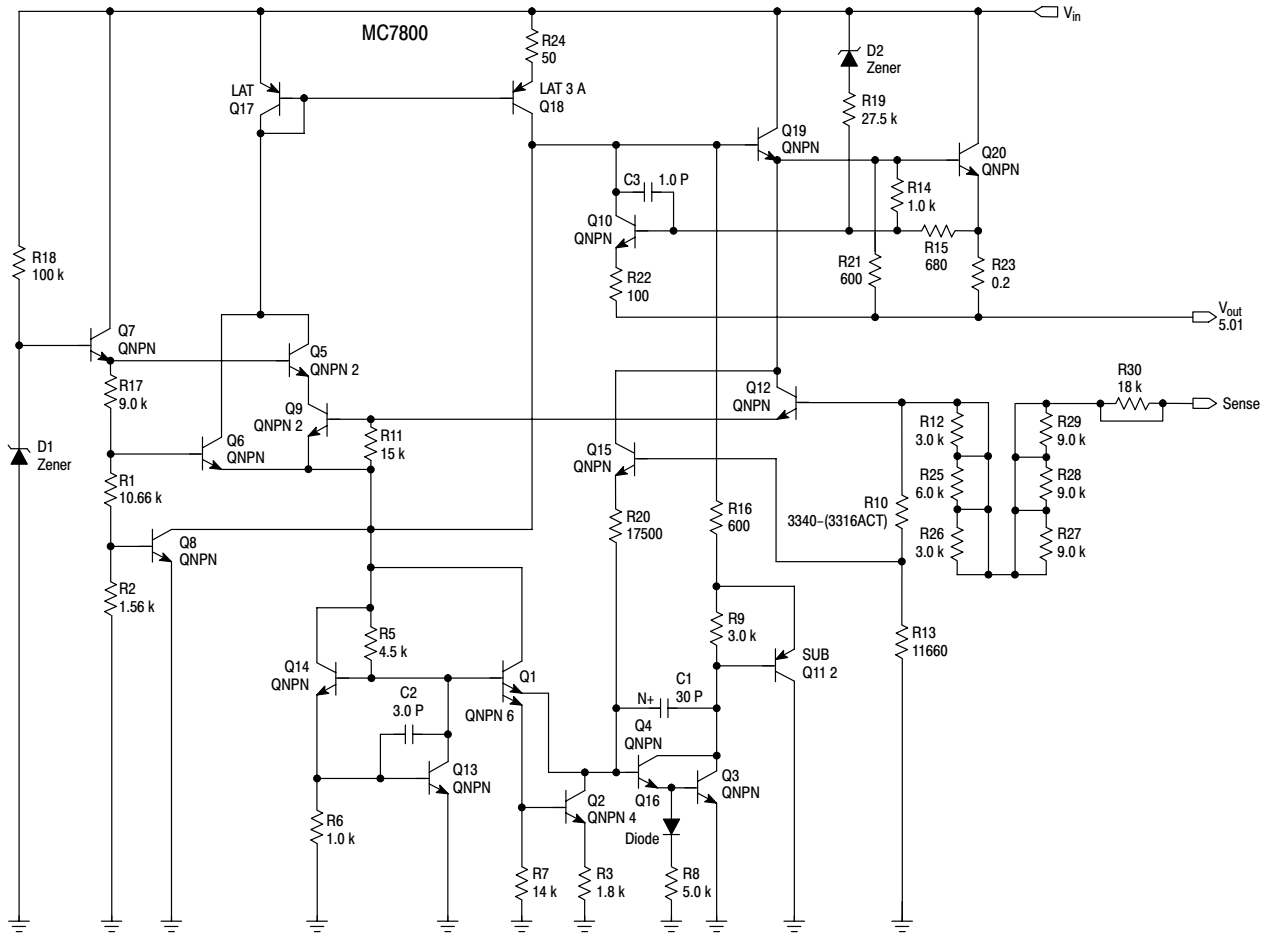 MC7800
Vin
R24
50
D2
Zener
LAT
Q17
LAT 3 A
Q18
R19
27.5 k
Q19
QNPN
Q20
QNPN
C3
1.0 P
R14
1.0 k
Q10
QNPN
R15
680
R18
100 k
R21
600
R23
0.2
R22
100
Vout
5.01
Q7
QNPN
Q5
QNPN 2
R30
18 k
Sense
R17
9.0 k
Q12
QNPN
Q9
QNPN 2
R12
3.0 k
R29
9.0 k
D1
Zener
Q6
QNPN
R11
15 k
Q15
QNPN
R25
6.0 k
R28
9.0 k
R1
10.66 k
R10
3340–(3316ACT)
R20
17500
R16
600
R26
3.0 k
R27
9.0 k
Q8
QNPN
R2
1.56 k
R9
3.0 k
R13
11660
R5
4.5 k
SUB
Q11 2
Q14
QNPN
Q1
QNPN 6
C2
3.0 P
N+
C1
30 P
Q4
QNPN
Q13
QNPN
Q16
Q3
QNPN
Q2
QNPN 4
Diode
R6
1.0 k
R7
14 k
R3
1.8 k
R8
5.0 k